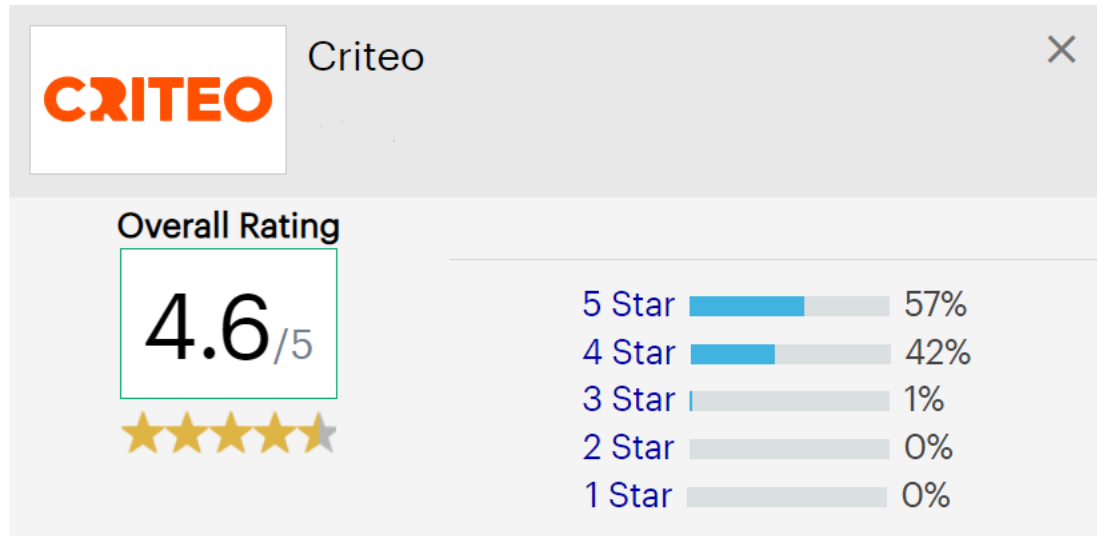 CRITEO
Criteo
Overall Rating
4.6/5
5 Star 57%
4 Star 42%
3 Star 1%
2 Star 0%
1 Star 0%